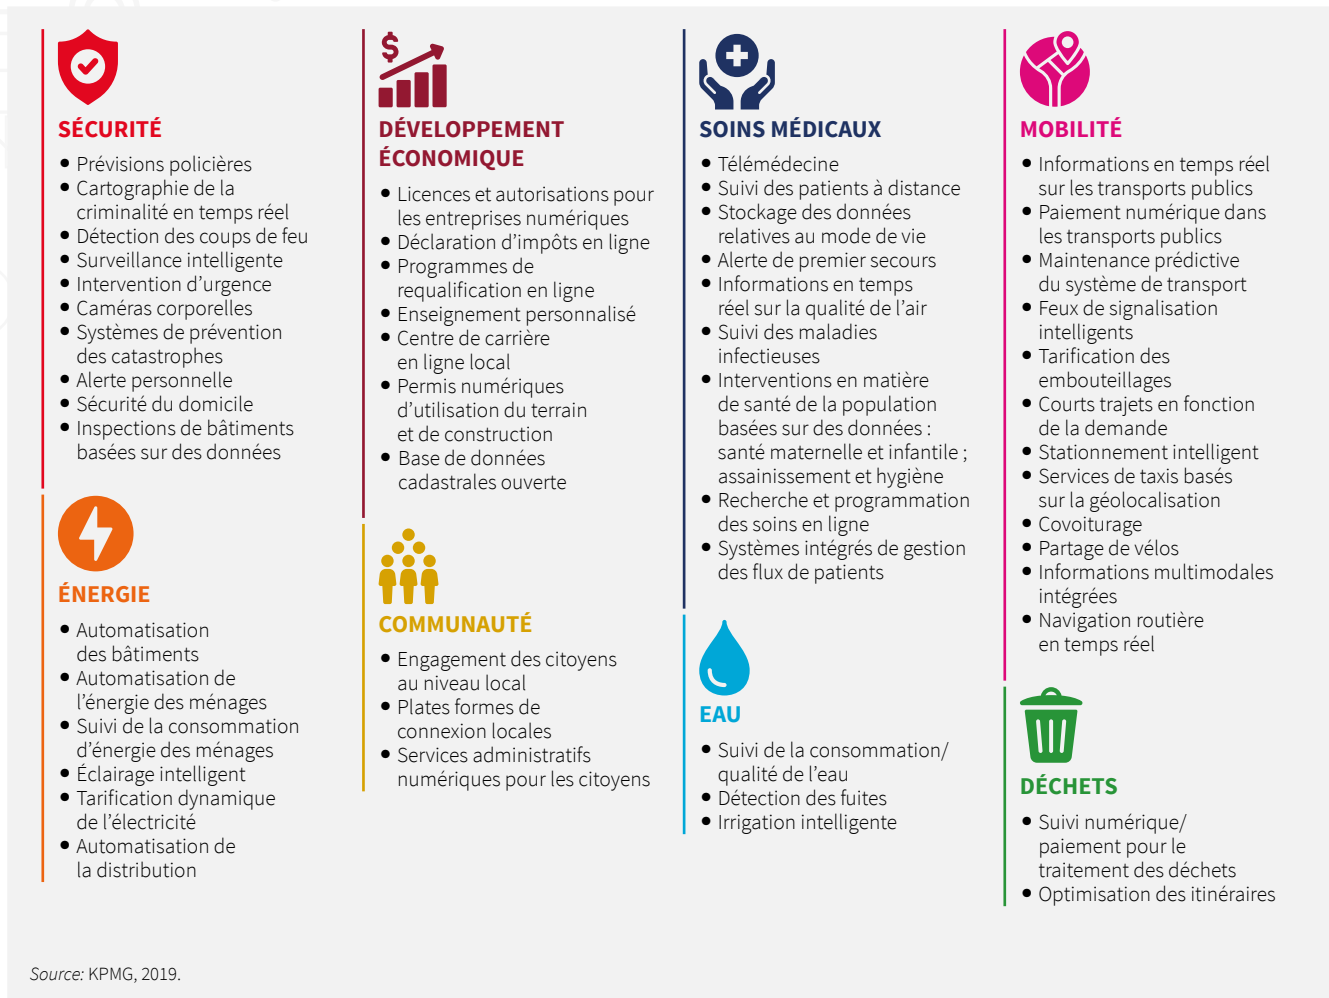 SÉCURITÉ
• Prévisions policières
• Cartographie de la
criminalité en temps réel
• Détection des coups de feu
• Surveillance intelligente
• Intervention d’urgence
• Caméras corporelles
• Systèmes de prévention
des catastrophes
• Alerte personnelle
• Sécurité du domicile
• Inspections de bâtiments
basées sur des données
ÉNERGIE
• Automatisation
des bâtiments
• Automatisation de
l’énergie des ménages
• Suivi de la consommation
d’énergie des ménages
• Éclairage intelligent
• Tarification dynamique
de l’électricité
• Automatisation de
la distribution
$
DÉVELOPPEMENT
ÉCONOMIQUE
• Licences et autorisations pour
les entreprises numériques
• Déclaration d’impôts en ligne
• Programmes de
requalification en ligne
• Enseignement personnalisé
• Centre de carrière
en ligne local
• Permis numériques
d’utilisation du terrain
et de construction
• Base de données
cadastrales ouverte
COMMUNAUTÉ
• Engagement des citoyens
au niveau local
• Plates formes de
connexion locales
• Services administratifs
numériques pour les citoyens
SOINS MÉDICAUX
• Télémédecine
• Suivi des patients à distance
• Stockage des données
relatives au mode de vie
• Alerte de premier secours
• Informations en temps
réel sur la qualité de l’air
• Suivi des maladies
infectieuses
• Interventions en matière
de santé de la population
basées sur des données :
santé maternelle et infantile ;
assainissement et hygiène
• Recherche et programmation
des soins en ligne
• Systèmes intégrés de gestion
des flux de patients
EAU
• Suivi de la consommation/
qualité de l’eau
• Détection des fuites
• Irrigation intelligente
MOBILITÉ
• Informations en temps réel
sur les transports publics
• Paiement numérique dans
les transports publics
• Maintenance prédictive
du système de transport
• Feux de signalisation
intelligents
• Tarification des
embouteillages
• Courts trajets en fonction
de la demande
• Stationnement intelligent
• Services de taxis basés
sur la géolocalisation
• Covoiturage
• Partage de vélos
• Informations multimodales
intégrées
• Navigation routière
en temps réel
DÉCHETS
• Suivi numérique/
paiement pour le
traitement des déchets
• Optimisation des itinéraires
Source: KPMG, 2019.